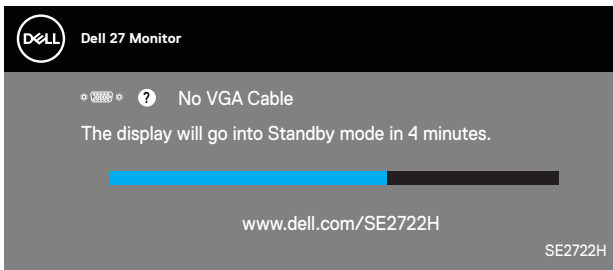 DELL
Dell 27 Monitor
? No VGA Cable
The display will go into Standby mode in 4 minutes.
www.dell.com/SE2722H
SE2722H